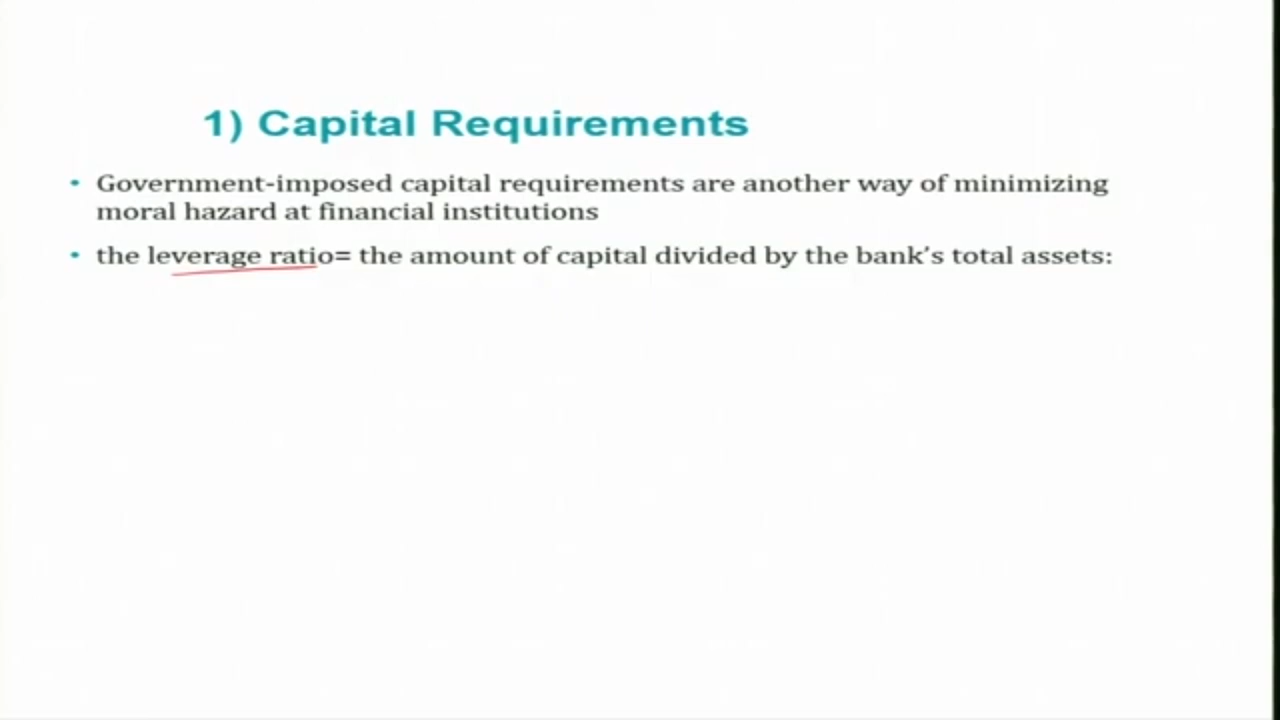 1) Capital Requirements
• Government-imposed capital requirements are another way of minimizing
moral hazard at financial institutions
• the leverage ratio= the amount of capital divided by the bank's total assets: